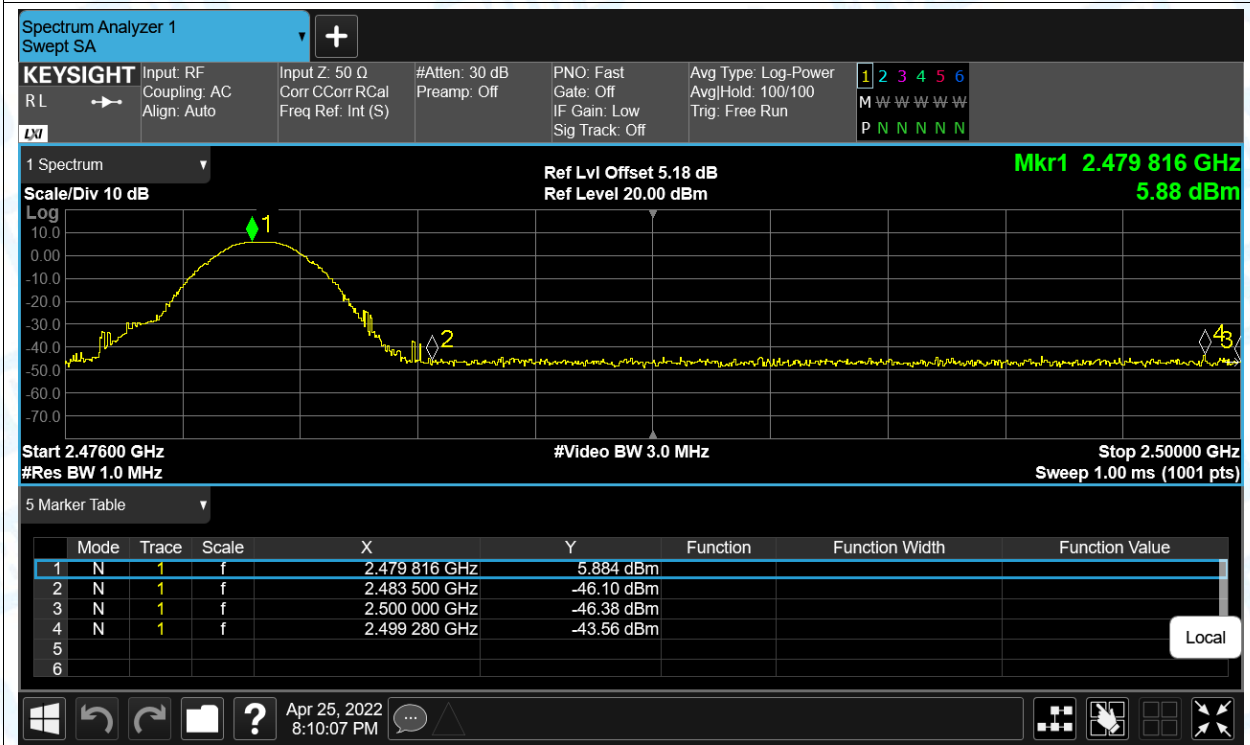 Spectrum Analyzer 1
Swept SA
KEYSIGHT
R L
LXI
Input: RF
Coupling: AC
Align: Auto
Input Z: 50 Ω
Corr CCorr RCal
Freq Ref: Int (S)
#Atten: 30 dB
Preamp: Off
PNO: Fast
Gate: Off
IF Gain: Low
Sig Track: Off
Avg Type: Log-Power
Avg|Hold: 100/100
Trig: Free Run
1 2 3 4 5 6
M W W W W W
P N N N N N
1 Spectrum
Scale/Div 10 dB
Ref Lvl Offset 5.18 dB
Ref Level 20.00 dBm
Mkr1 2.479 816 GHz
5.88 dBm
Log
10.0
0.00
-10.0
-20.0
-30.0
-40.0
-50.0
-60.0
-70.0
1
2
4
3
Start 2.47600 GHz
#Video BW 3.0 MHz
Stop 2.50000 GHz
#Res BW 1.0 MHz
Sweep 1.00 ms (1001 pts)
5 Marker Table
Mode Trace Scale X Y Function Function Width Function Value
1 N 1 f 2.479 816 GHz 5.884 dBm
2 N 1 f 2.483 500 GHz -46.10 dBm
3 N 1 f 2.500 000 GHz -46.38 dBm
4 N 1 f 2.499 280 GHz -43.56 dBm
5
6
Local
?
Apr 25, 2022
8:10:07 PM